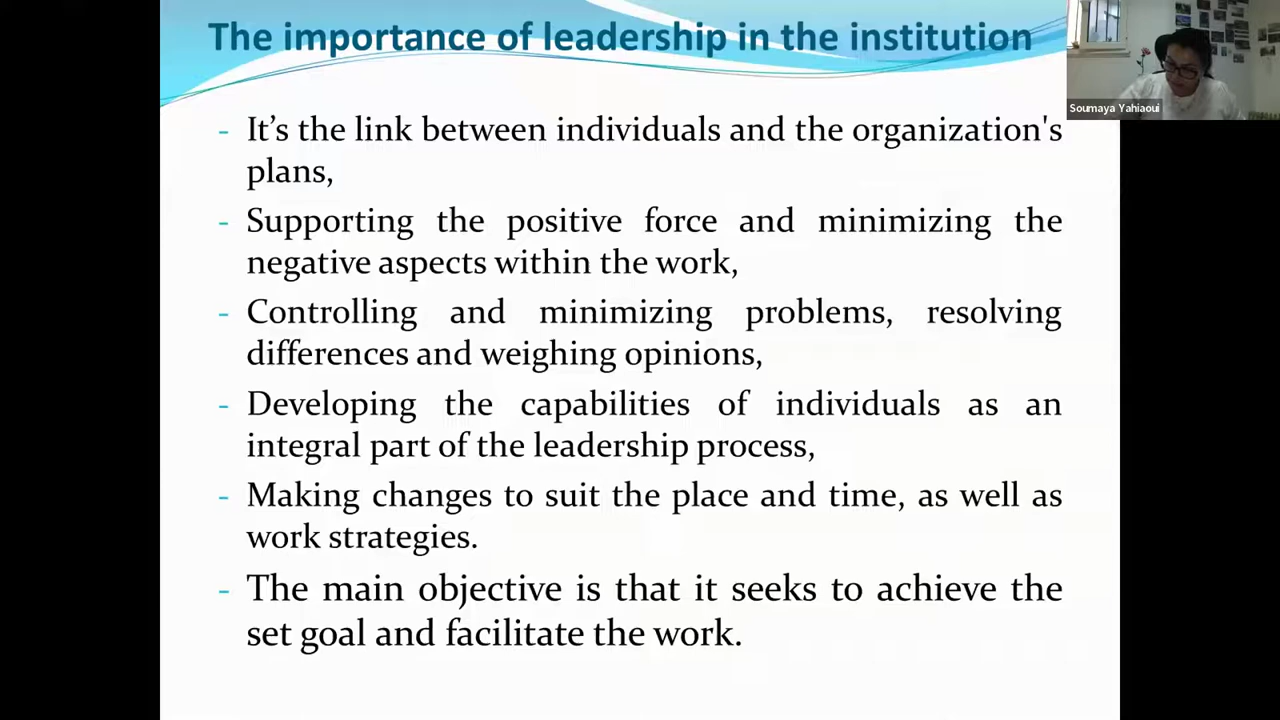 The importance of leadership in the institution
Soumaya Yahiaoui
- It's the link between individuals and the organization's
plans,
- Supporting the positive force and minimizing the
negative aspects within the work,
- Controlling and minimizing problems, resolving
differences and weighing opinions,
- Developing the capabilities of individuals as an
integral part of the leadership process,
- Making changes to suit the place and time, as well as
work strategies.
- The main objective is that it seeks to achieve the
set goal and facilitate the work.